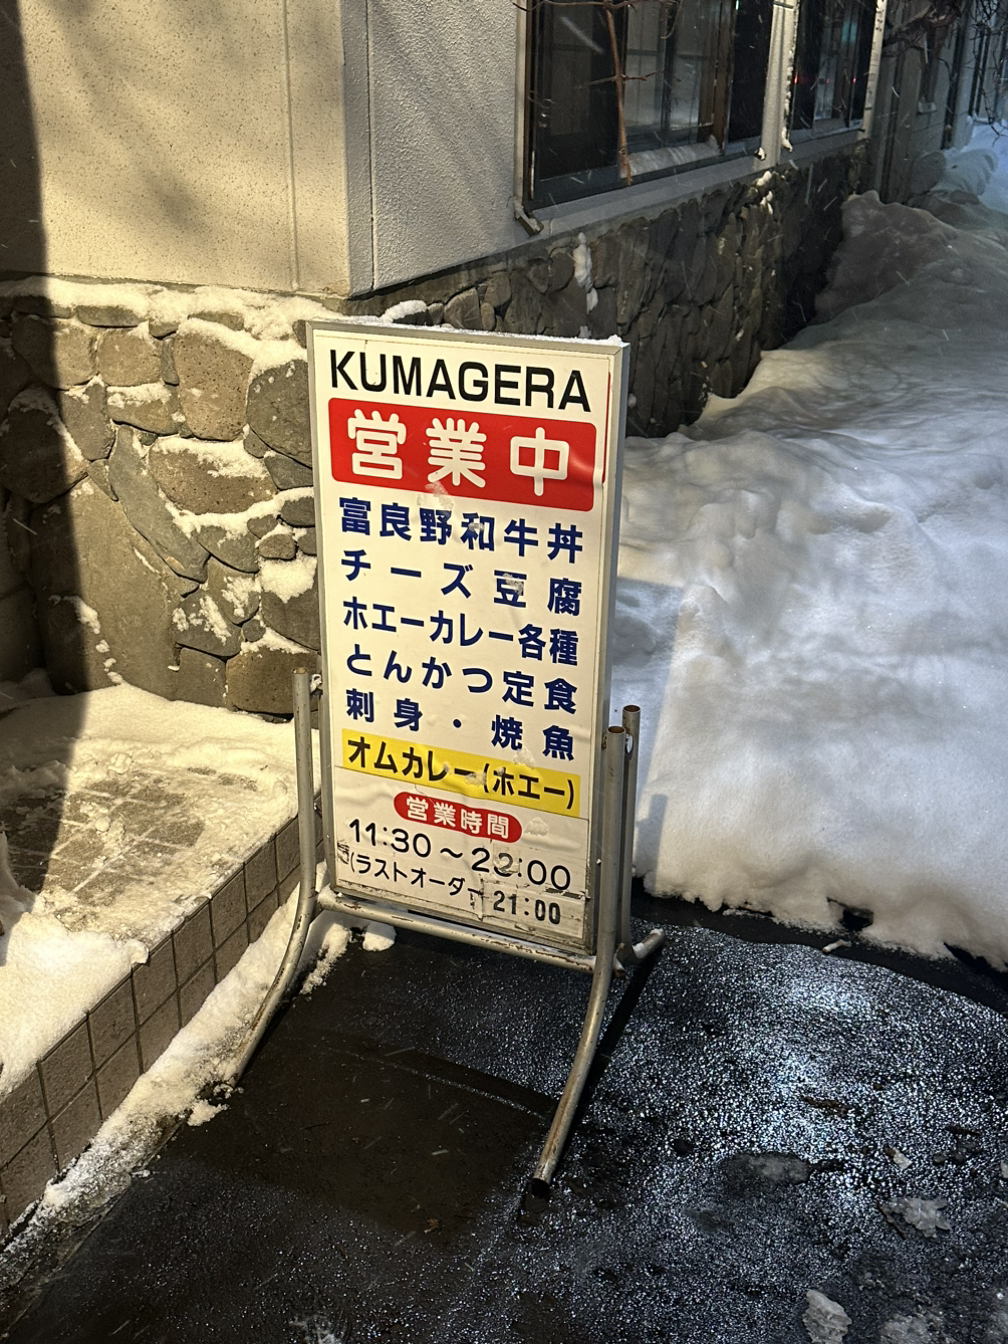 KUMAGERA
営業中
富良野和牛丼
チーズ豆腐
ホエーカレー各種
とんかつ定食
刺身・焼魚
オムカレー(ホエー)
営業時間
11:30～22:00
(ラストオーダー 21:00